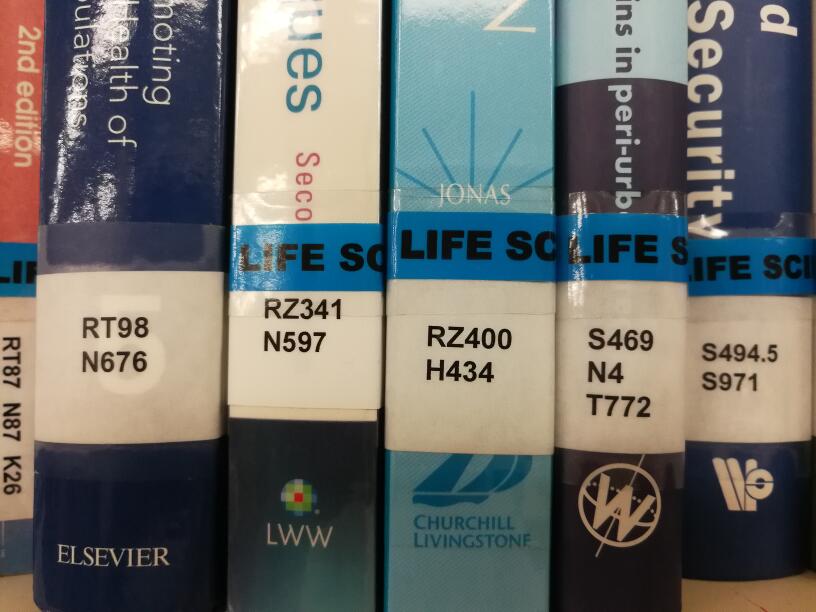 2nd edition
LIF
RT87 N87 K26
moting
Health of
pulations
RT98
N676
ELSEVIER
ues
Seco
LIFE SC
RZ341
N597
LWW
JONAS
LIFE SC
RZ400
H434
CHURCHILL
LIVINGSTONE
ins in peri-urb
LIFE S
S469
N4
T772
W
d
Security
LIFE SCI
S494.5
S971